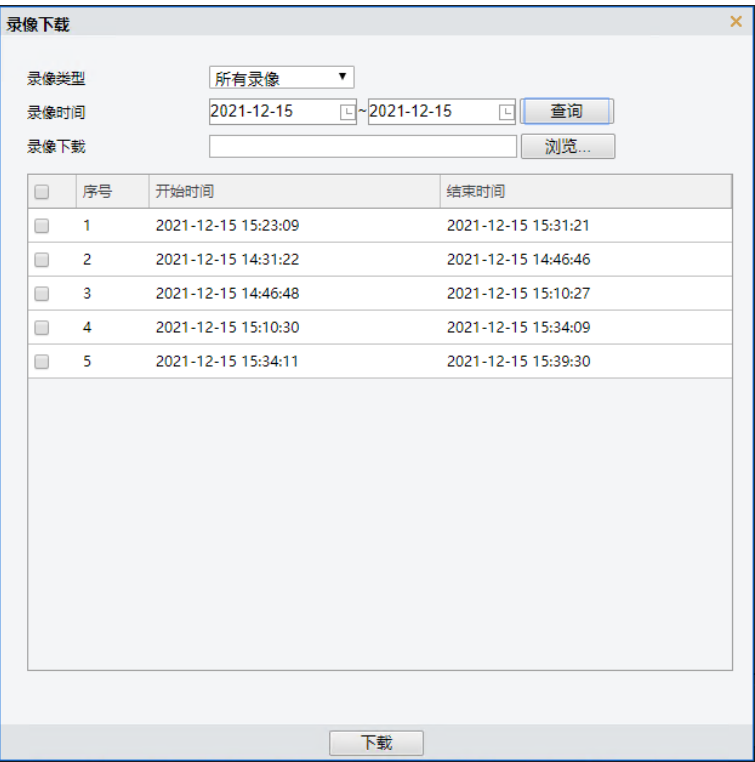 录像下载
录像类型 所有录像
录像时间 2021-12-15 ~ 2021-12-15 查询
录像下载 浏览...
序号 开始时间 结束时间
1 2021-12-15 15:23:09 2021-12-15 15:31:21
2 2021-12-15 14:31:22 2021-12-15 14:46:46
3 2021-12-15 14:46:48 2021-12-15 15:10:27
4 2021-12-15 15:10:30 2021-12-15 15:34:09
5 2021-12-15 15:34:11 2021-12-15 15:39:30
下载